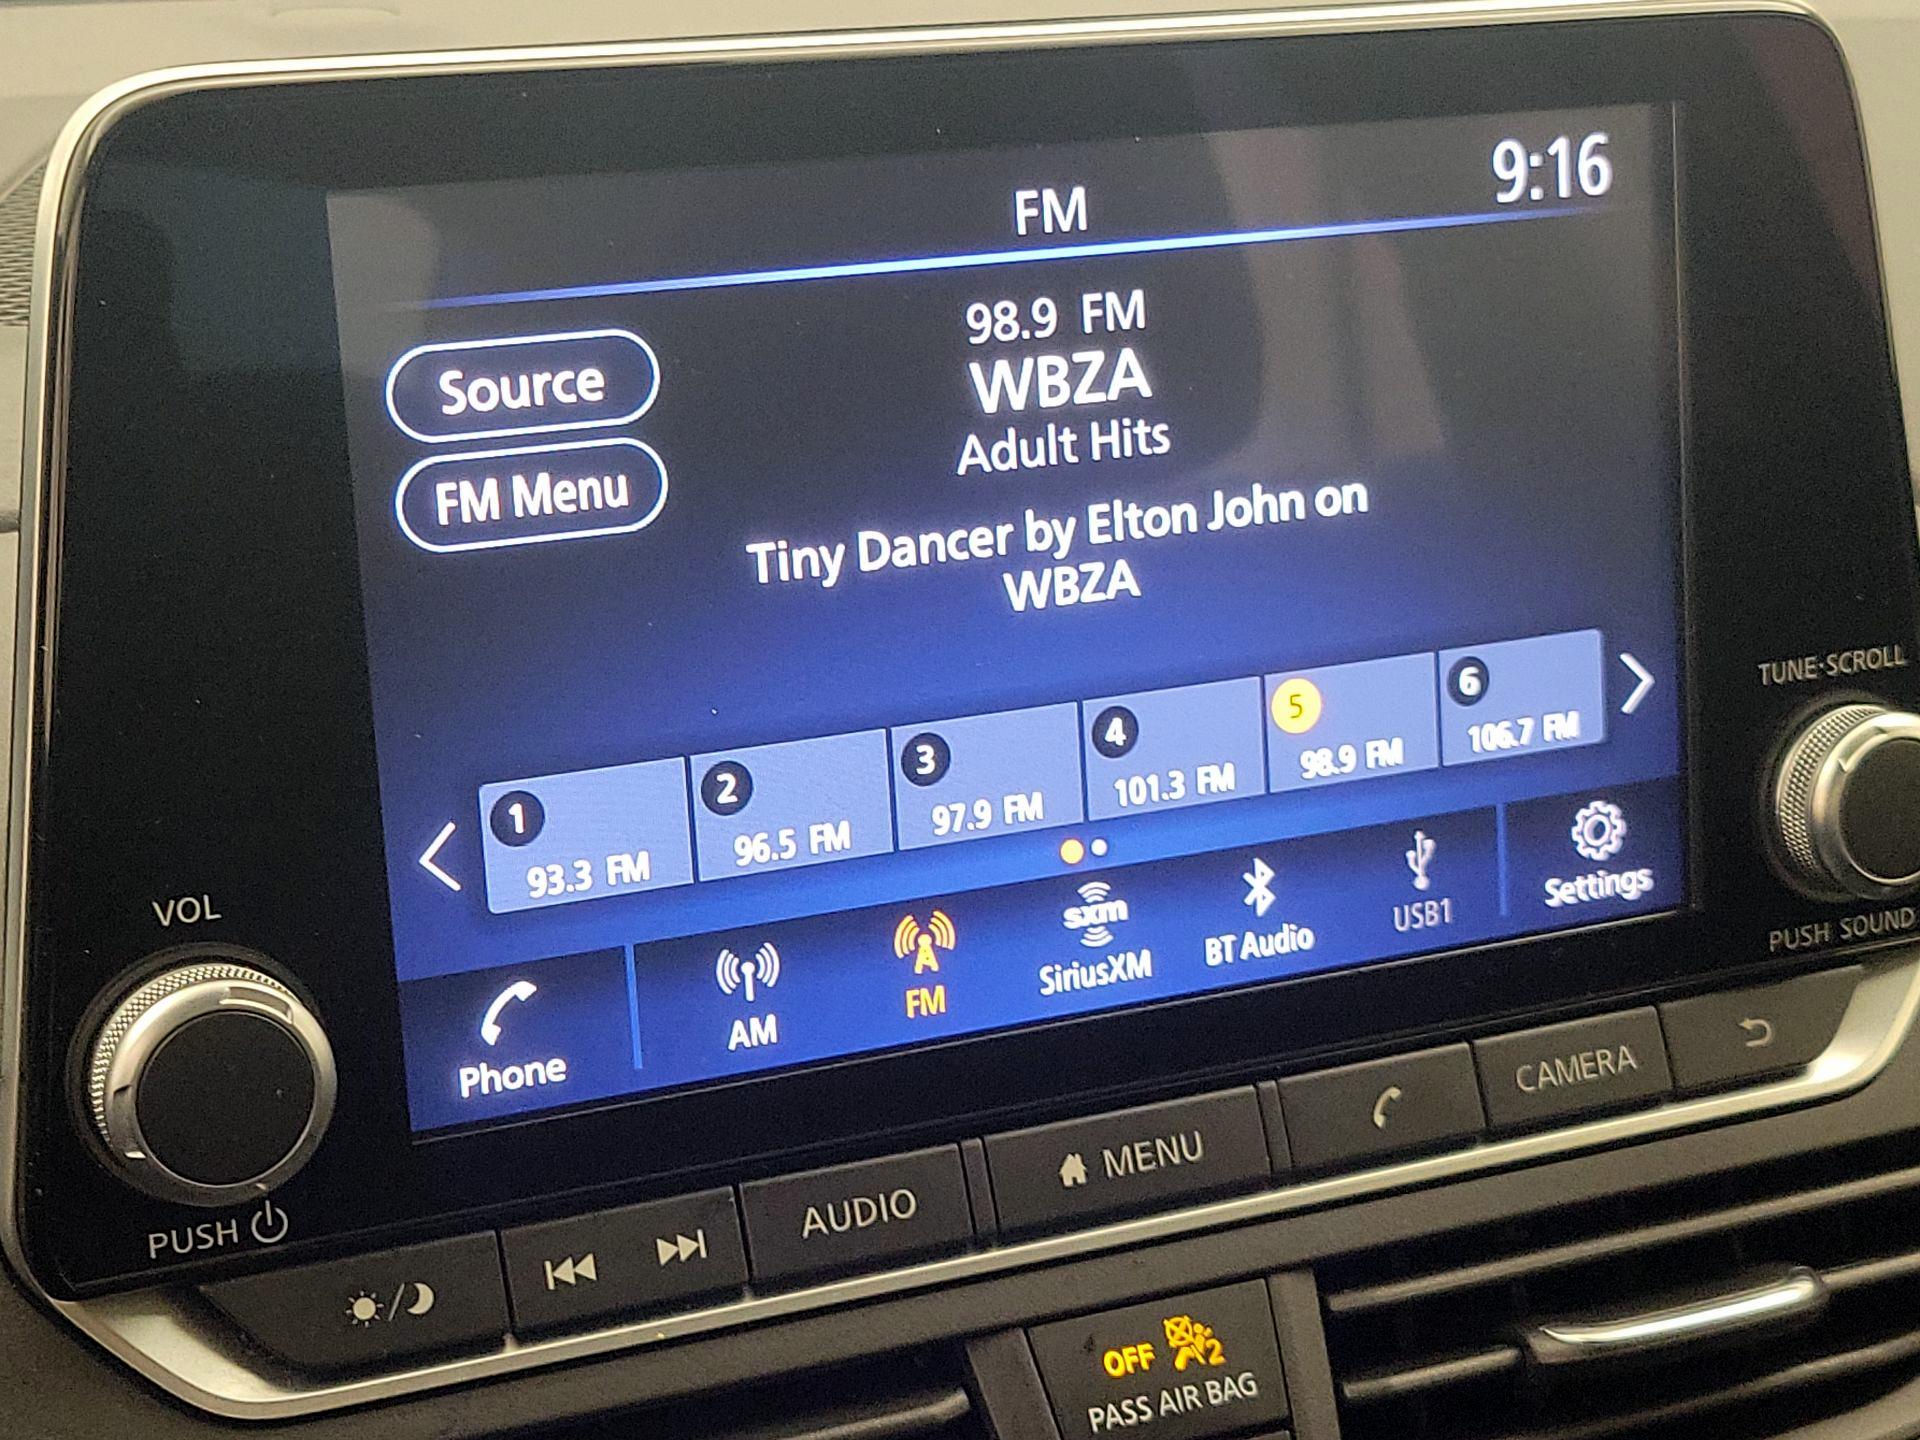 9:16
FM
98.9 FM
WBZA
Adult Hits
Source
FM Menu
Tiny Dancer by Elton John on
WBZA
1
93.3 FM
2
96.5 FM
3
97.9 FM
4
101.3 FM
5
98.9 FM
6
106.7 FM
Phone
AM
FM
sxm
SiriusXM
BT Audio
USB1
Settings
VOL
PUSH
TUNE·SCROLL
PUSH SOUND
AUDIO
MENU
CAMERA
OFF
2
PASS AIR BAG